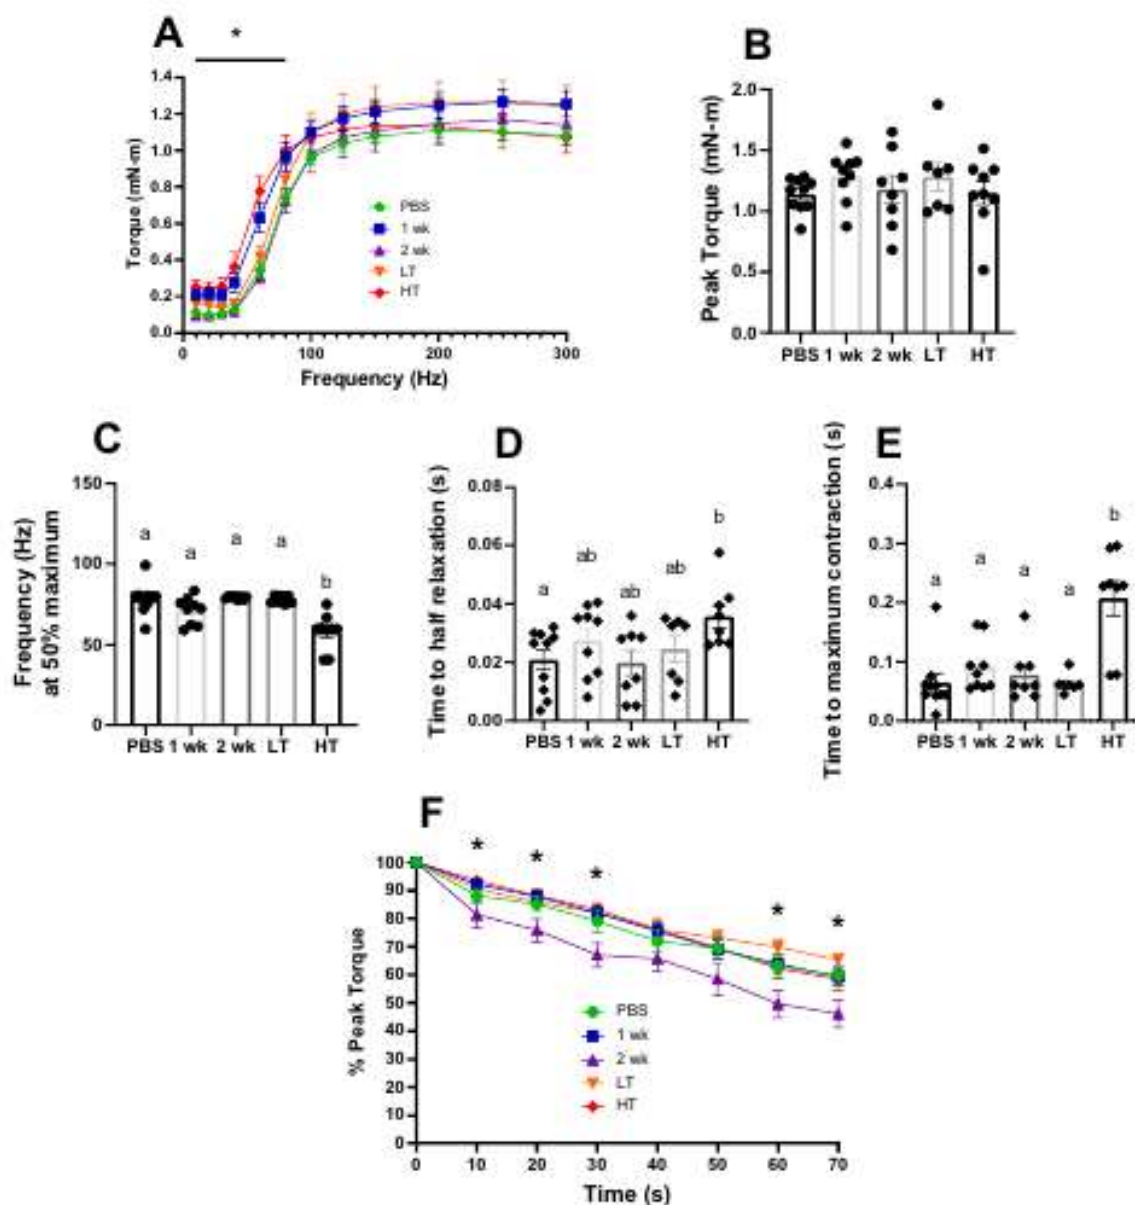 A
*
Torque (mN-m)
1.4
1.2
1.0
0.8
0.6
0.4
0.2
0.0
PBS
1 wk
2 wk
LT
HT
0 100 200 300
Frequency (Hz)
B
Peak Torque (mN-m)
2.0
1.5
1.0
0.5
0.0
PBS 1 wk 2 wk LT HT
C
Frequency (Hz)
at 50% maximum
150
100
50
0
a a a a b
PBS 1 wk 2 wk LT HT
D
Time to half relaxation (s)
0.08
0.06
0.04
0.02
0.00
a ab ab ab b
PBS 1 wk 2 wk LT HT
E
Time to maximum contraction (s)
0.4
0.3
0.2
0.1
0.0
a a a a b
PBS 1 wk 2 wk LT HT
F
* * * * *
% Peak Torque
100
90
80
70
60
50
40
30
20
10
0
PBS
1 wk
2 wk
LT
HT
0 10 20 30 40 50 60 70
Time (s)